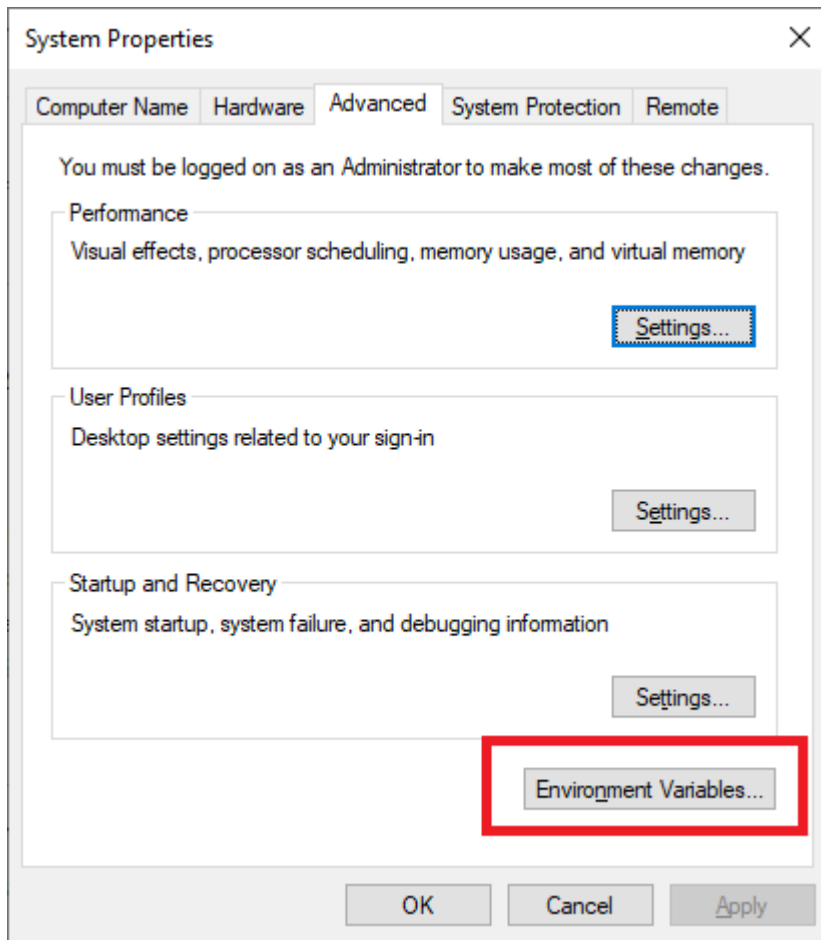 System Properties
Computer Name Hardware Advanced System Protection Remote
You must be logged on as an Administrator to make most of these changes.
Performance
Visual effects, processor scheduling, memory usage, and virtual memory
Settings...
User Profiles
Desktop settings related to your sign-in
Settings...
Startup and Recovery
System startup, system failure, and debugging information
Settings...
Environment Variables...
OK Cancel Apply